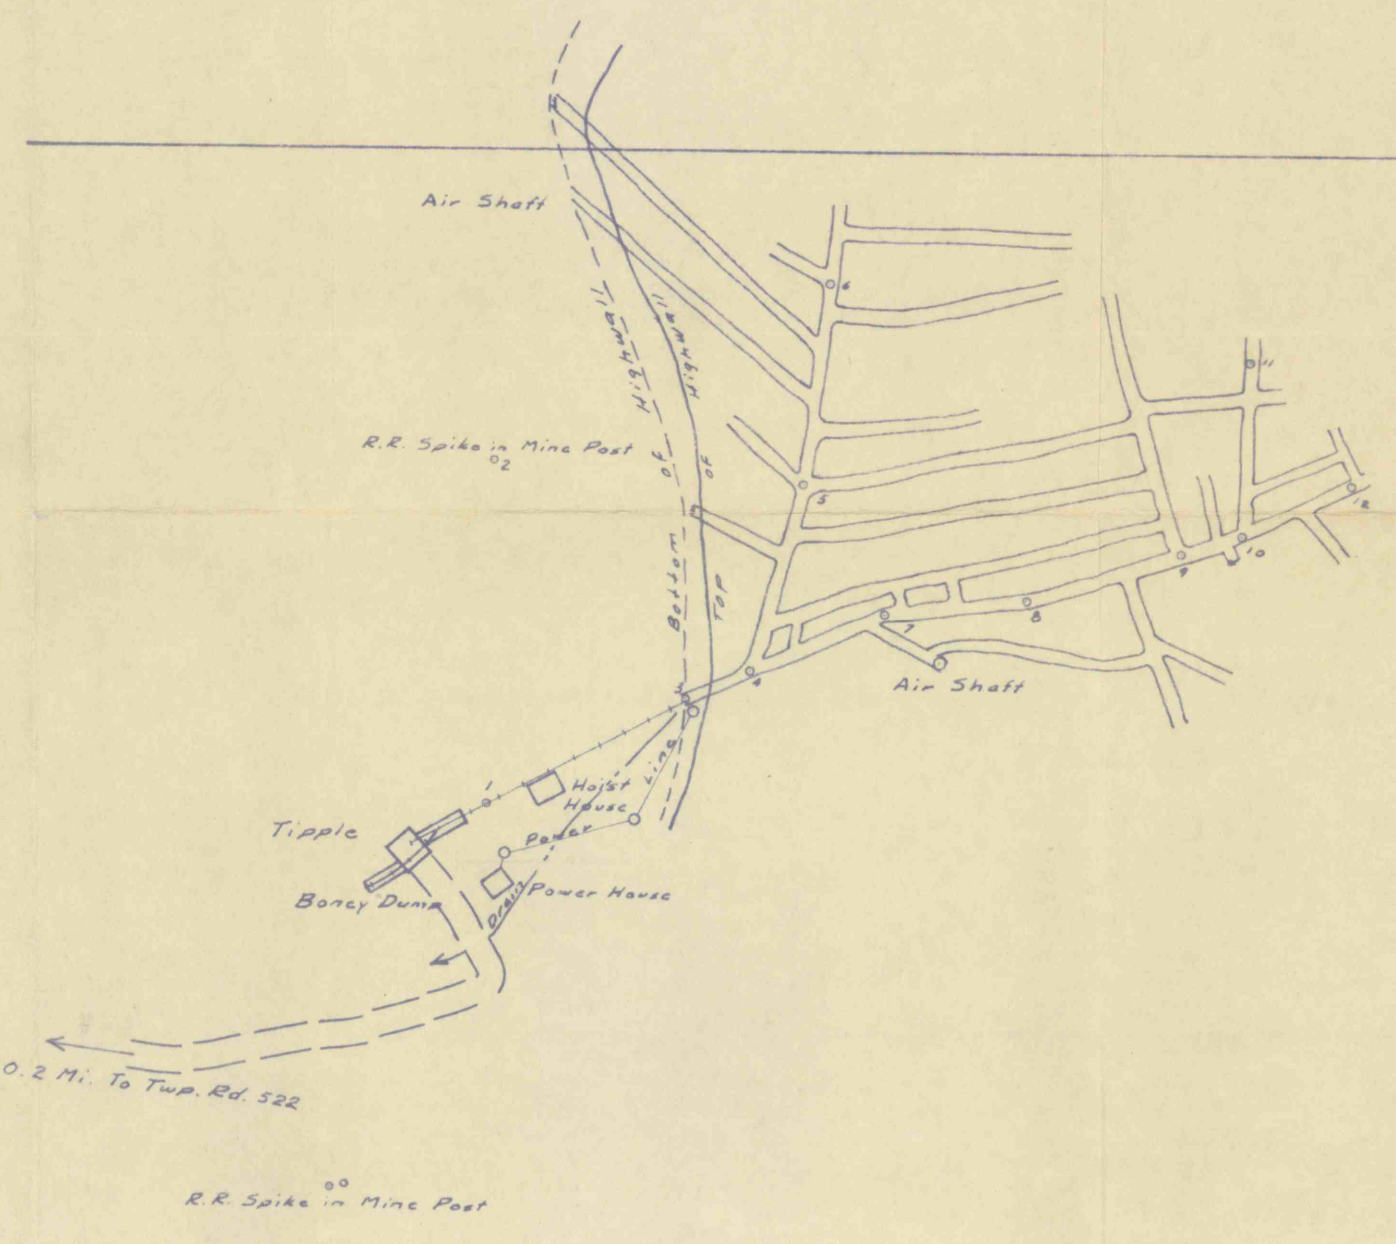 Air Shaft
Bottom of Highwall
Top of Highwall
6
11
R.R. Spike in Mine Post
2
5
12
10
9
8
7
Air Shaft
4
3
Line
Hoist
House
1
Tipple
Power
Boney Dump
Drain
Power House
0.2 Mi. To Twp. Rd. 522
R.R. Spike in Mine Post